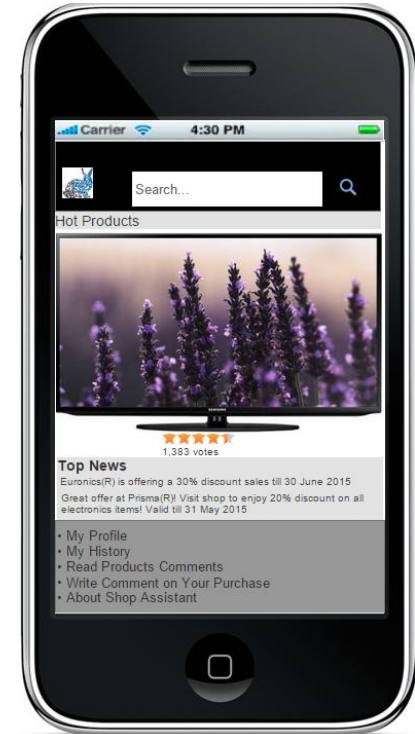 Carrier 4:30 PM
Search...
Hot Products
SAMSUNG
1,383 votes
Top News
Euronics(R) is offering a 30% discount sales till 30 June 2015
Great offer at Prisma(R)! Visit shop to enjoy 20% discount on all
electronics items! Valid till 31 May 2015
• My Profile
• My History
• Read Products Comments
• Write Comment on Your Purchase
• About Shop Assistant